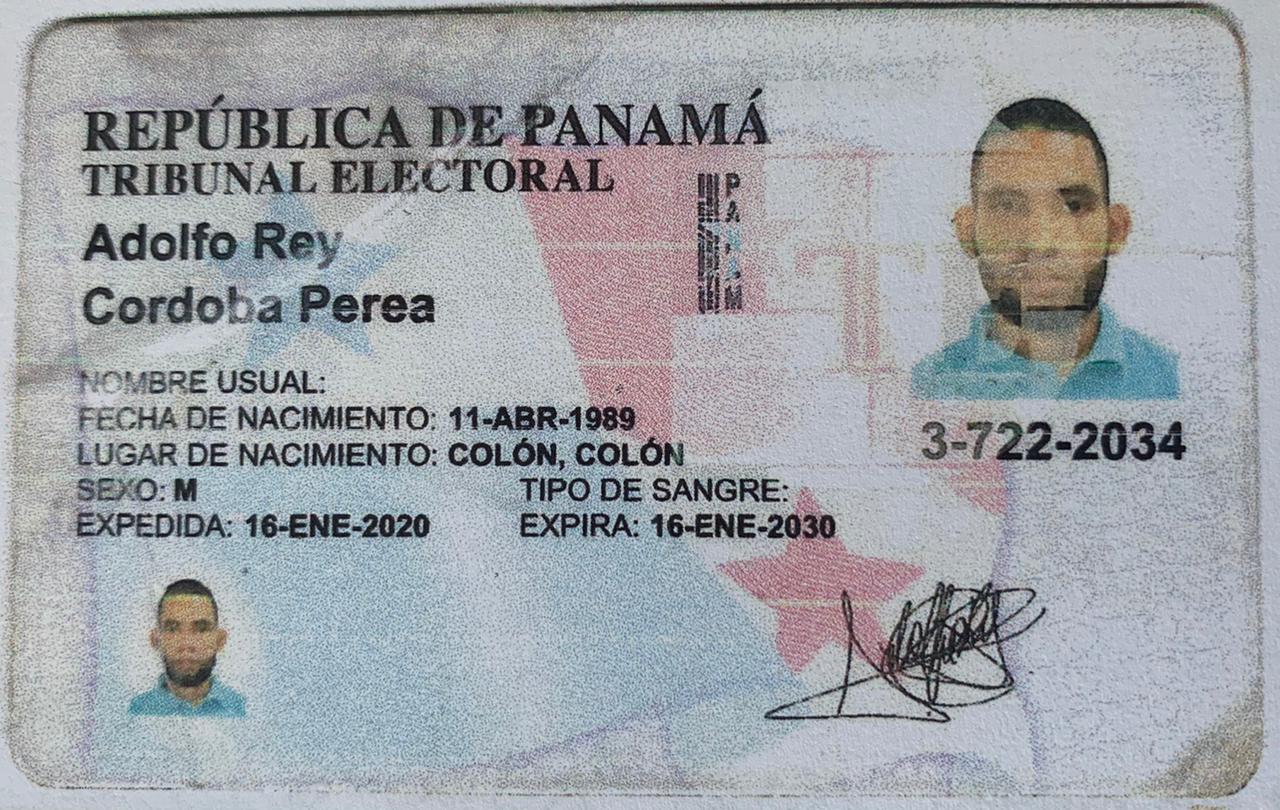 REPÚBLICA DE PANAMÁ
TRIBUNAL ELECTORAL
Adolfo Rey
Cordoba Perea
NOMBRE USUAL:
FECHA DE NACIMIENTO: 11-ABR-1989
LUGAR DE NACIMIENTO: COLÓN, COLÓN
SEXO: M
TIPO DE SANGRE:
EXPEDIDA: 16-ENE-2020
EXPIRA: 16-ENE-2030
3-722-2034